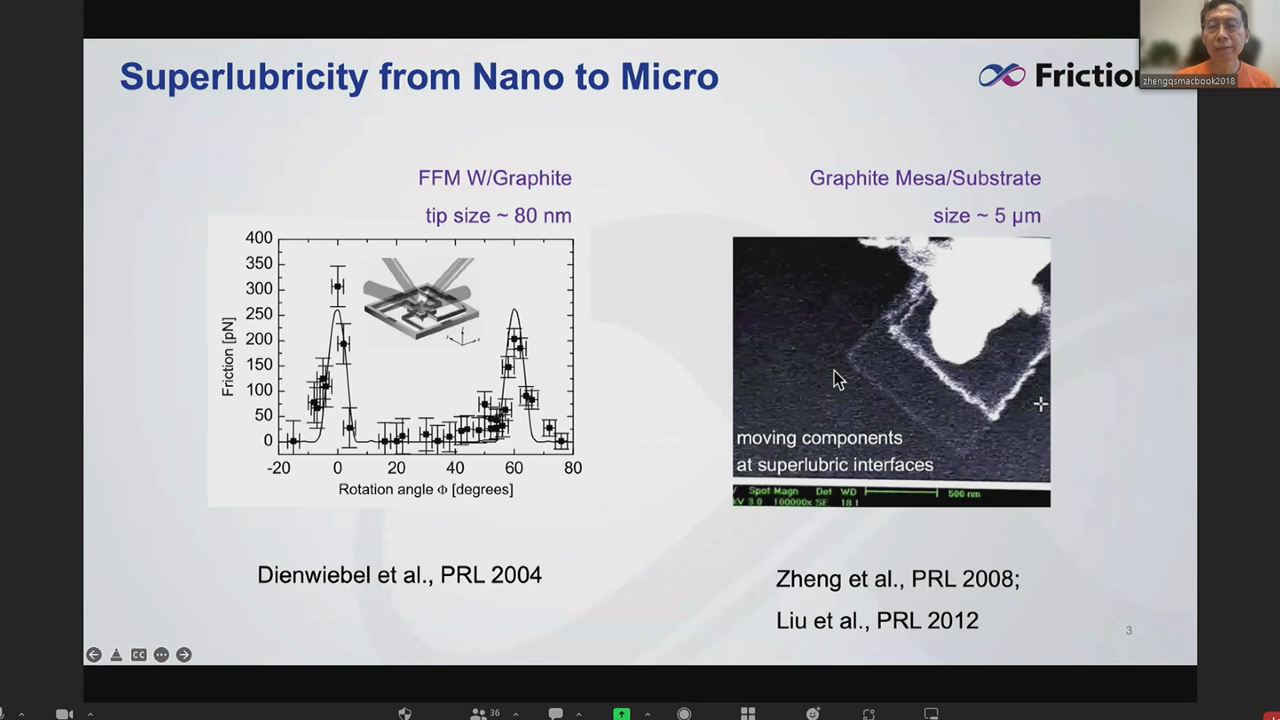 Superlubricity from Nano to Micro
Friction
zhengqsmacbook2018
FFM W/Graphite
tip size ~ 80 nm
Graphite Mesa/Substrate
size ~ 5 μm
400
350
300
250
200
150
100
50
0
Friction [pN]
-20 0 20 40 60 80
Rotation angle Φ [degrees]
moving components
at superlubric interfaces
Spot Magn Det WD 500 nm
kV 3.0 100000x SE 18.1
Dienwiebel et al., PRL 2004
Zheng et al., PRL 2008;
Liu et al., PRL 2012
3
CC
36